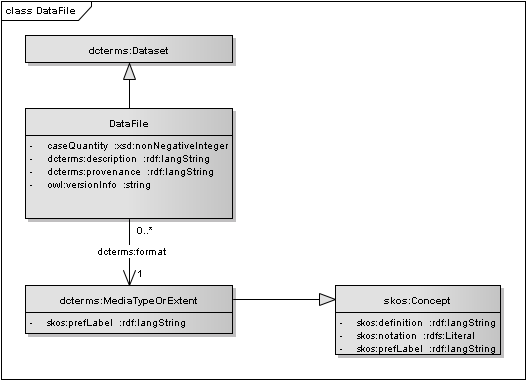 class DataFile
dcterms:Dataset
DataFile
- caseQuantity :xsd:nonNegativeInteger
- dcterms:description :rdf:langString
- dcterms:provenance :rdf:langString
- owl:versionInfo :string
0..*
dcterms:format
1
dcterms:MediaTypeOrExtent
- skos:prefLabel :rdf:langString
skos:Concept
- skos:definition :rdf:langString
- skos:notation :rdfs:Literal
- skos:prefLabel :rdf:langString